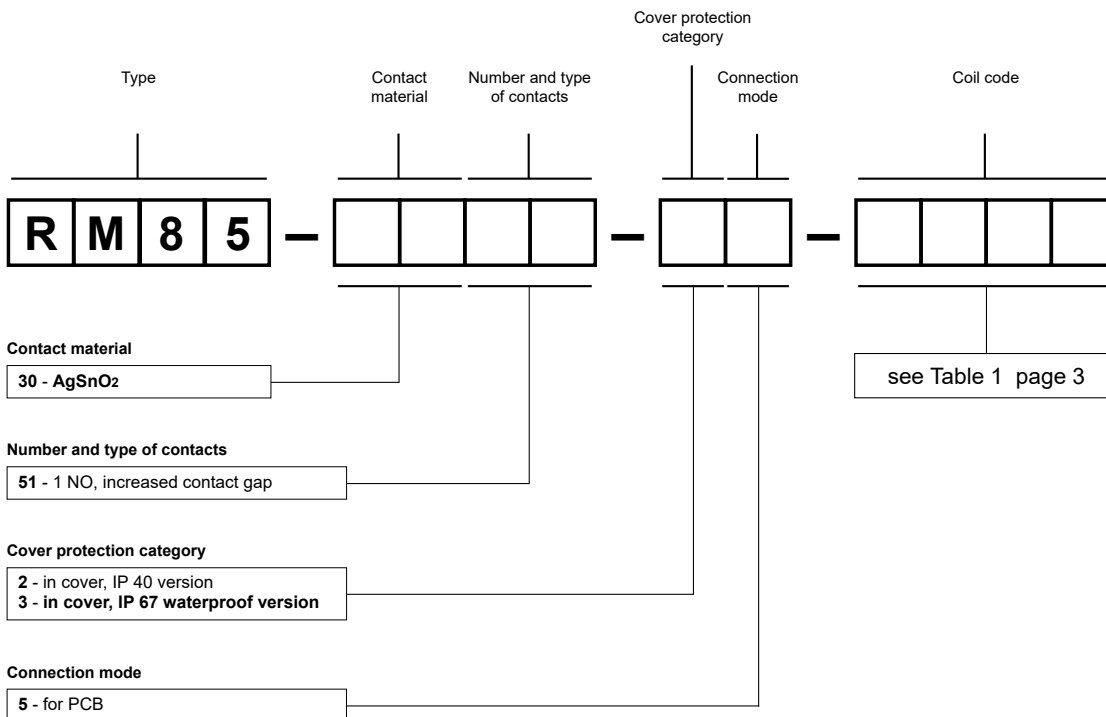 Cover protection
category
Type
Contact
material
Number and type
of contacts
Connection
mode
Coil code
R M 8 5 – –  –
Contact material
30 - AgSnO2
see Table 1 page 3
Number and type of contacts
51 - 1 NO, increased contact gap
Cover protection category
2 - in cover, IP 40 version
3 - in cover, IP 67 waterproof version
Connection mode
5 - for PCB